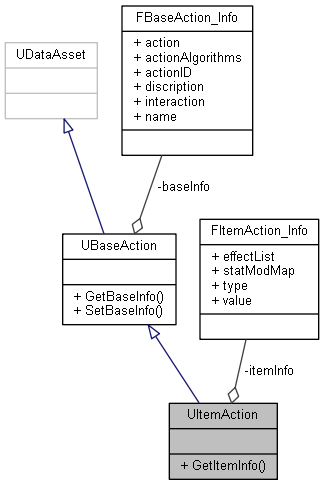 FBaseAction_Info
+ action
+ actionAlgorithms
+ actionID
+ discription
+ interaction
+ name
UDataAsset
-baseInfo
UBaseAction
+ GetBaseInfo()
+ SetBaseInfo()
FItemAction_Info
+ effectList
+ statModMap
+ type
+ value
-itemInfo
UItemAction
+ GetItemInfo()